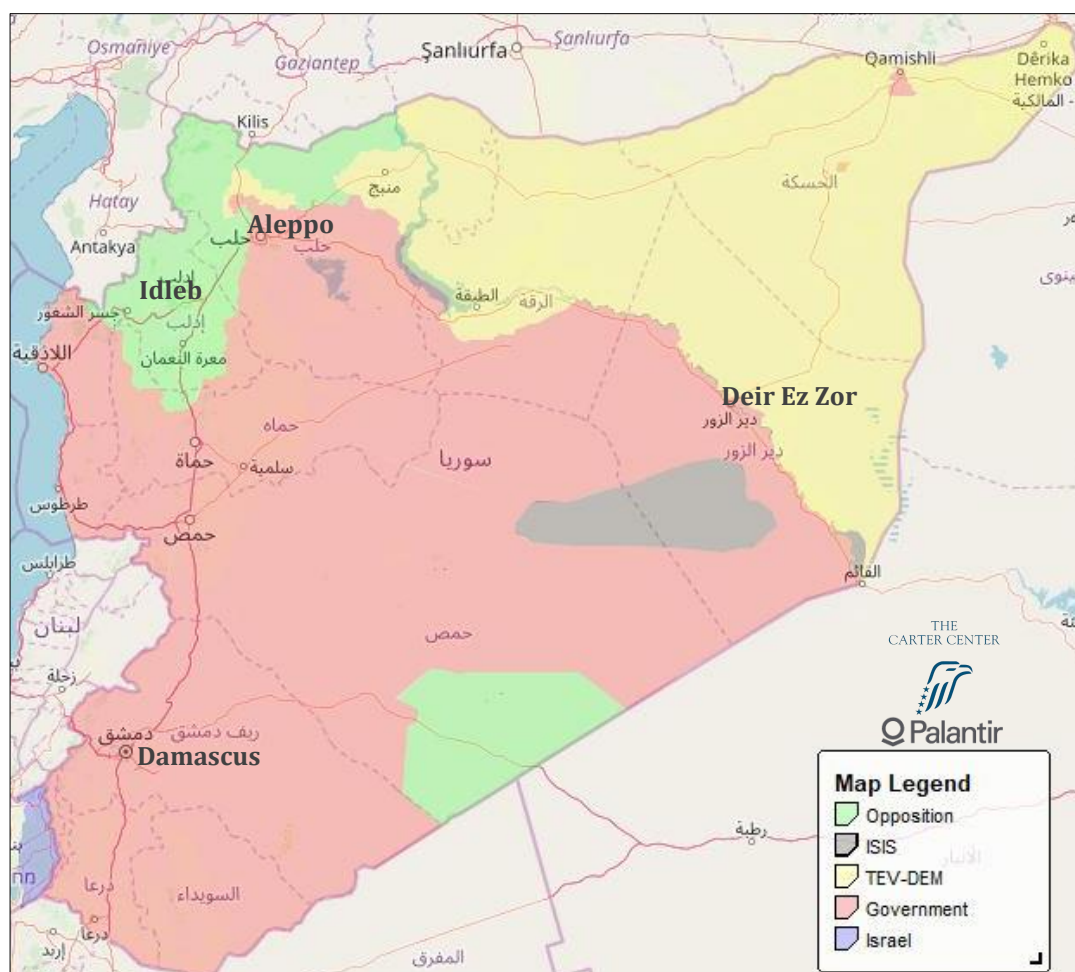 Osmaniye
Gaziantep
Şanlıurfa
Şanlıurfa
Qamishli
Dêrika
Hemko
- المالكية
Kilis
منبج
الحسكة
Hatay
Antakya
Aleppo
حلب
حلب
نينوى
Idleb
إدلب
جسر الشغور
إدلب
الطبقة
الرقة
اللاذقية
معرة النعمان
Deir Ez Zor
دير الزور
دير الزور
حماه
حماة
سلمية
سوريا
طرطوس
حمص
طرابلس
القائم
لبنان
حمص
زحلة
THE
CARTER CENTER
Palantir
دمشق
ريف دمشق
Damascus
Map Legend
Opposition
ISIS
TEV-DEM
Government
Israel
رطبة
الأنبار
درعا
السويداء
درعا
إربد
المفرق